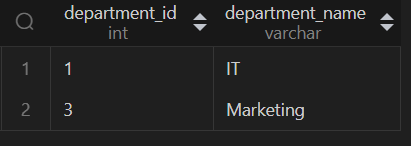 department_id department_name
int varchar
1 1 IT
2 3 Marketing